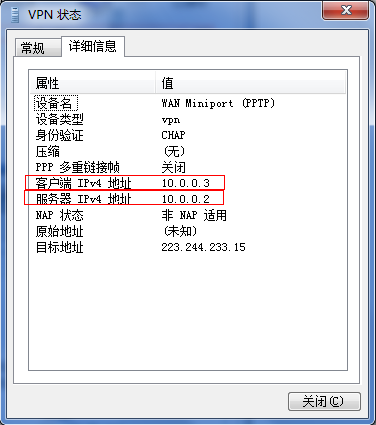 VPN 状态
常规 详细信息
属性 值
设备名 WAN Miniport (PPTP)
设备类型 vpn
身份验证 CHAP
压缩 (无)
PPP 多重链接帧 关闭
客户端 IPv4 地址 10.0.0.3
服务器 IPv4 地址 10.0.0.2
NAP 状态 非 NAP 适用
原始地址 (未知)
目标地址 223.244.233.15
关闭(C)